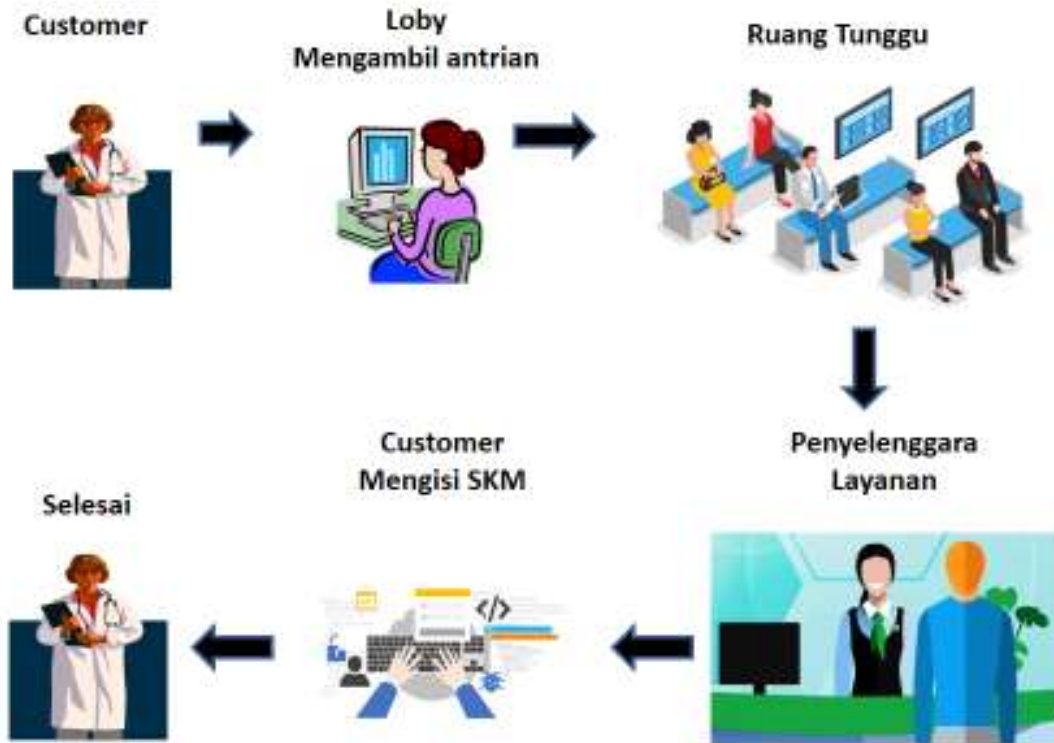 Customer
Loby
Mengambil antrian
Ruang Tunggu
Penyelenggara
Layanan
Customer
Mengisi SKM
Selesai